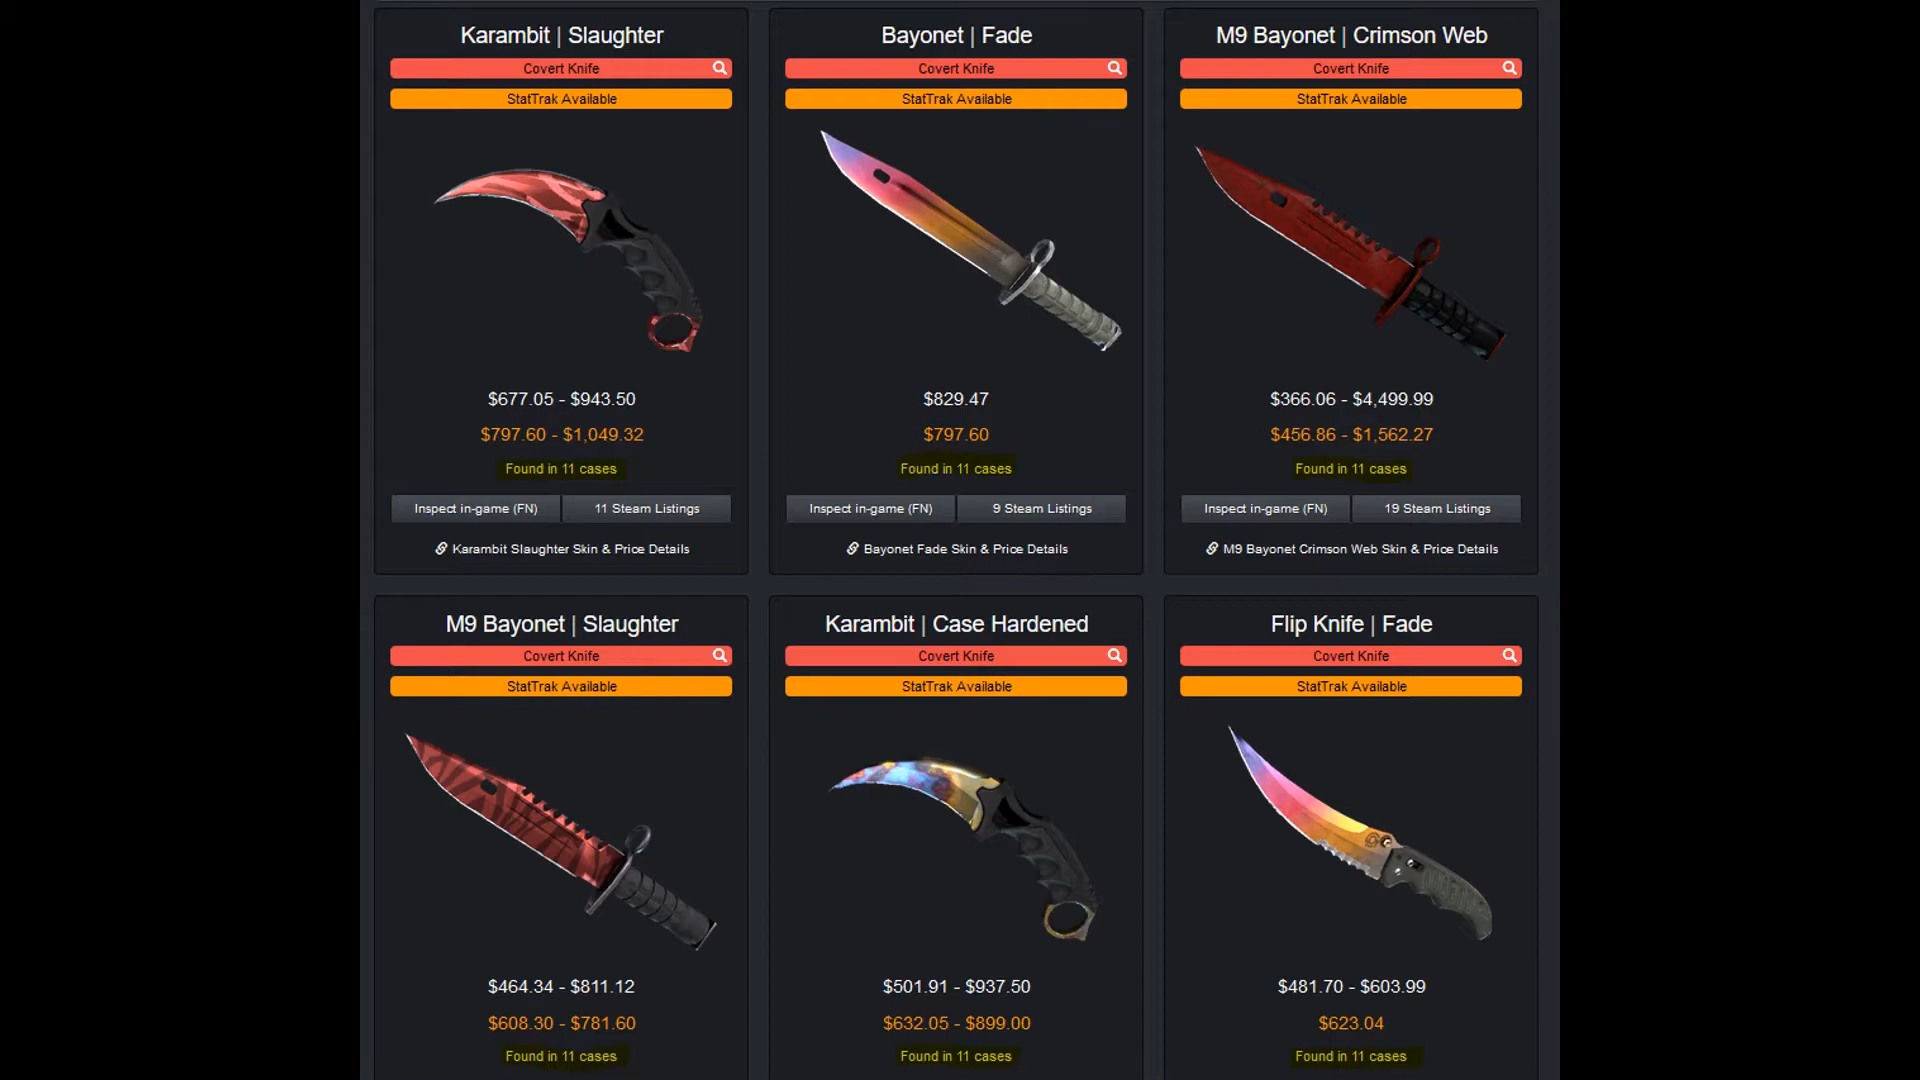 Karambit | Slaughter
Covert Knife
StatTrak Available
$677.05 - $943.50
$797.60 - $1,049.32
Found in 11 cases
Inspect in-game (FN)
11 Steam Listings
Karambit Slaughter Skin & Price Details
Bayonet | Fade
Covert Knife
StatTrak Available
$829.47
$797.60
Found in 11 cases
Inspect in-game (FN)
9 Steam Listings
Bayonet Fade Skin & Price Details
M9 Bayonet | Crimson Web
Covert Knife
StatTrak Available
$366.06 - $4,499.99
$456.86 - $1,562.27
Found in 11 cases
Inspect in-game (FN)
19 Steam Listings
M9 Bayonet Crimson Web Skin & Price Details
M9 Bayonet | Slaughter
Covert Knife
StatTrak Available
$464.34 - $811.12
$608.30 - $781.60
Found in 11 cases
Karambit | Case Hardened
Covert Knife
StatTrak Available
$501.91 - $937.50
$632.05 - $899.00
Found in 11 cases
Flip Knife | Fade
Covert Knife
StatTrak Available
$481.70 - $603.99
$623.04
Found in 11 cases